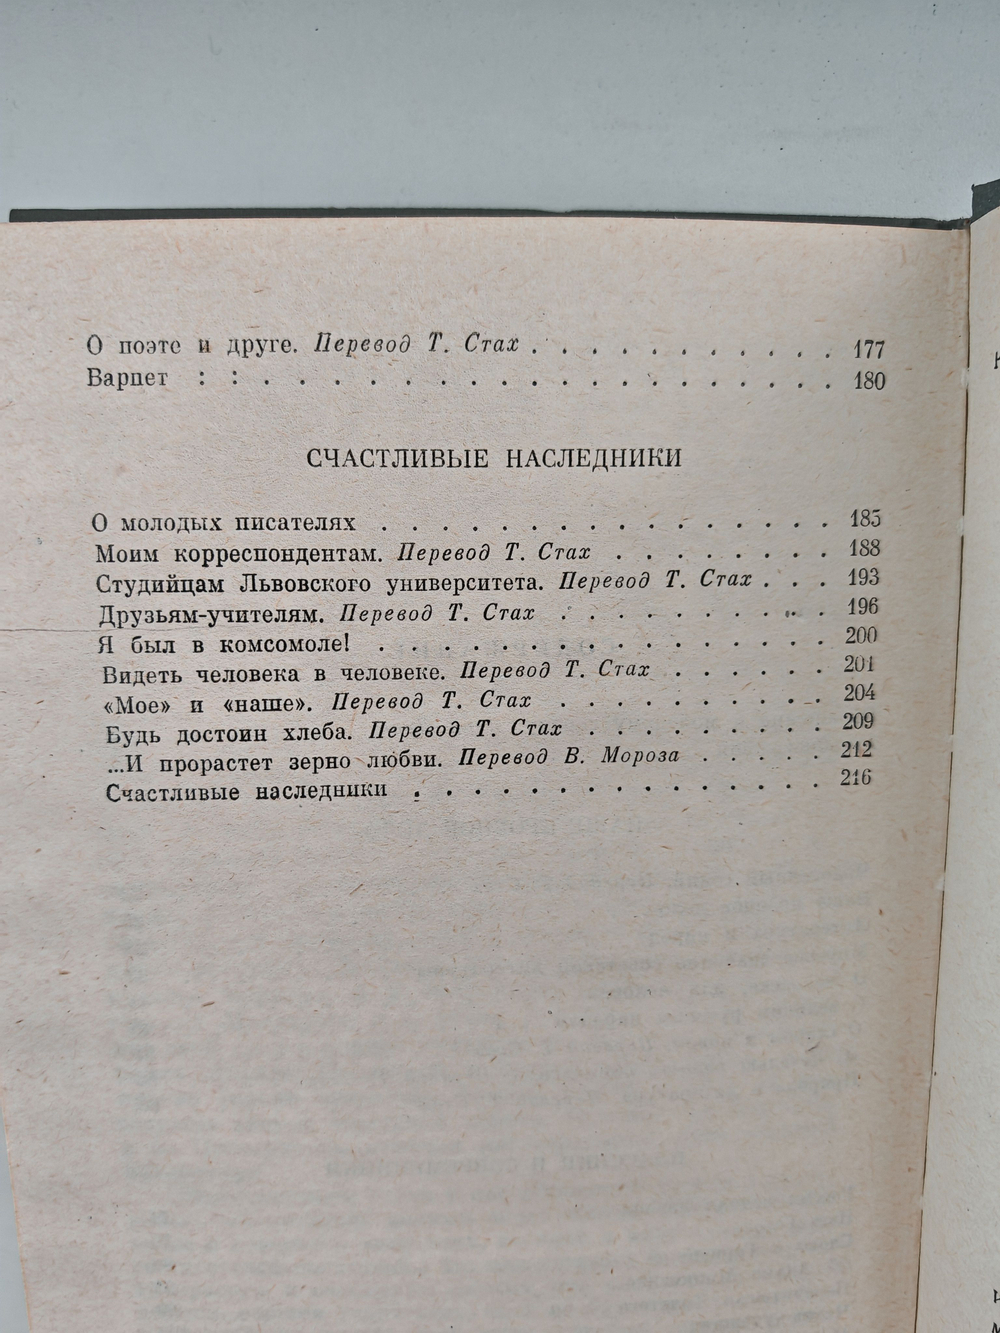 О поэте и друге. Перевод Т. Стах . . . . . . . . . . . 177
Варпет : : . . . . . . . . . . . . . . . . . . . . 180
СЧАСТЛИВЫЕ НАСЛЕДНИКИ
О молодых писателях . . . . . . . . . . . . . . . 185
Моим корреспондентам. Перевод Т. Стах . . . . . . . . 188
Студийцам Львовского университета. Перевод Т. Стах . . . 193
Друзьям-учителям. Перевод Т. Стах . . . . . . . . . . 196
Я был в комсомоле! . . . . . . . . . . . . . . . . 200
Видеть человека в человеке. Перевод Т. Стах . . . . . . 201
«Мое» и «наше». Перевод Т. Стах . . . . . . . . . . 204
Будь достоин хлеба. Перевод Т. Стах . . . . . . . . . 209
...И прорастет зерно любви. Перевод В. Мороза . . . . . 212
Счастливые наследники . . . . . . . . . . . . . . . 216